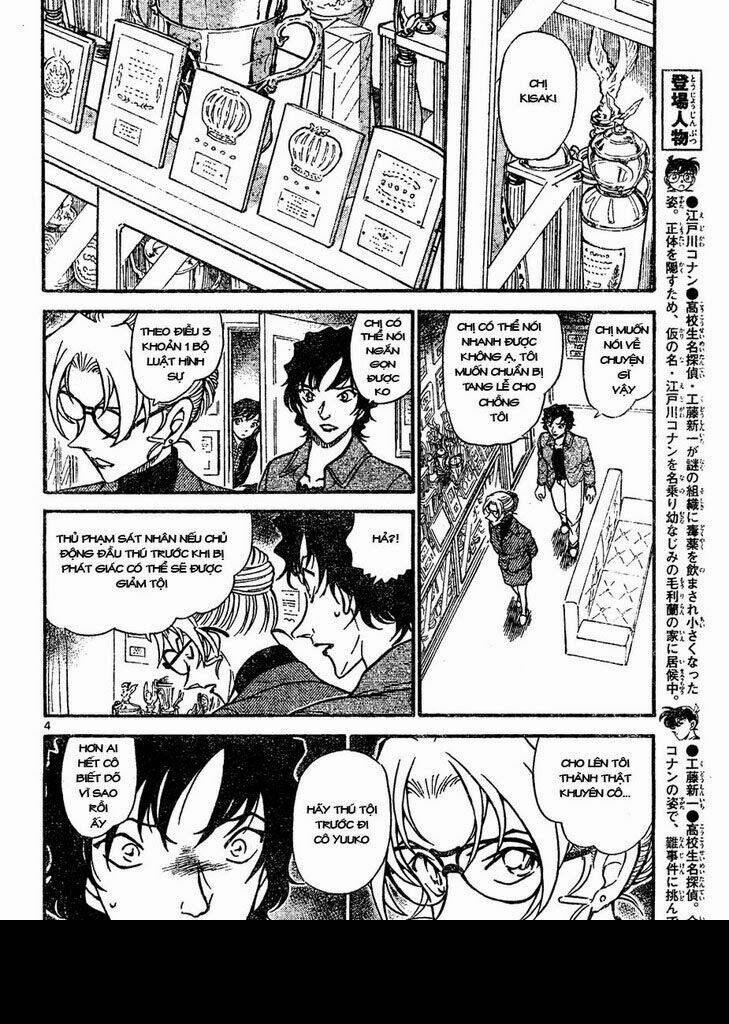 CHỊ
KISAKI
CHỊ MUỐN
NÓI VỀ
CHUYỆN
GÌ
VẬY
CHỊ CÓ THỂ NÓI
NHANH ĐƯỢC
KHÔNG Ạ, TÔI
MUỐN CHUẨN BỊ
TANG LỄ CHO
CHỒNG
TÔI
CHỊ CÓ
THỂ NÓI
NGẮN
GỌN
ĐƯỢC
KO
THEO ĐIỀU 3
KHOẢN 1 BỘ
LUẬT HÌNH
SỰ
HẢ?!
THỦ PHẠM SÁT NHÂN NẾU CHỦ
ĐỘNG ĐẦU THÚ TRƯỚC KHI BỊ
PHÁT GIÁC CÓ THỂ SẼ ĐƯỢC
GIẢM TỘI
4
CHO LÊN TÔI
THÀNH THẬT
KHUYÊN CÔ...
HÃY THÚ TỘI
TRƯỚC ĐI
CÔ YUUKO
HƠN AI
HẾT CÔ
BIẾT DÕ
VÌ SAO
RỒI
ẤY
登場人物
●江戸川コナン●高校生名探偵・工藤新一が謎の組織に毒薬を飲まされ小さくなった
姿。正体を隠すため、仮の名・江戸川コナンを名乗り幼なじみの毛利蘭の家に居候中。
●工藤新一●高校生名探偵。
コナンの姿で、難事件に挑んで